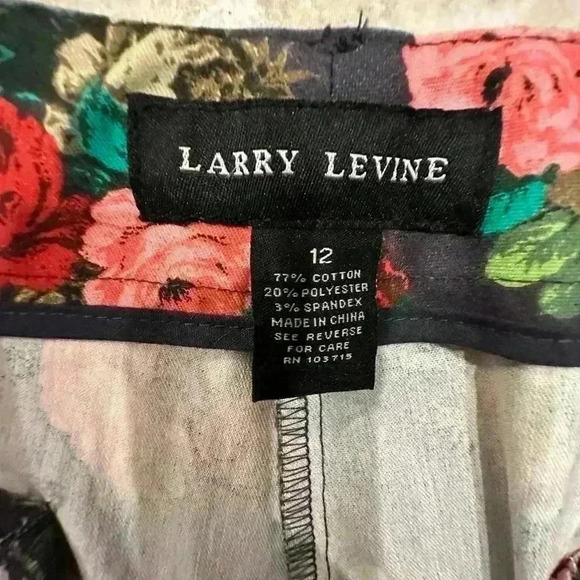 LARRY LEVINE
12
77% COTTON
20% POLYESTER
3% SPANDEX
MADE IN CHINA
SEE REVERSE
FOR CARE
RN 103715